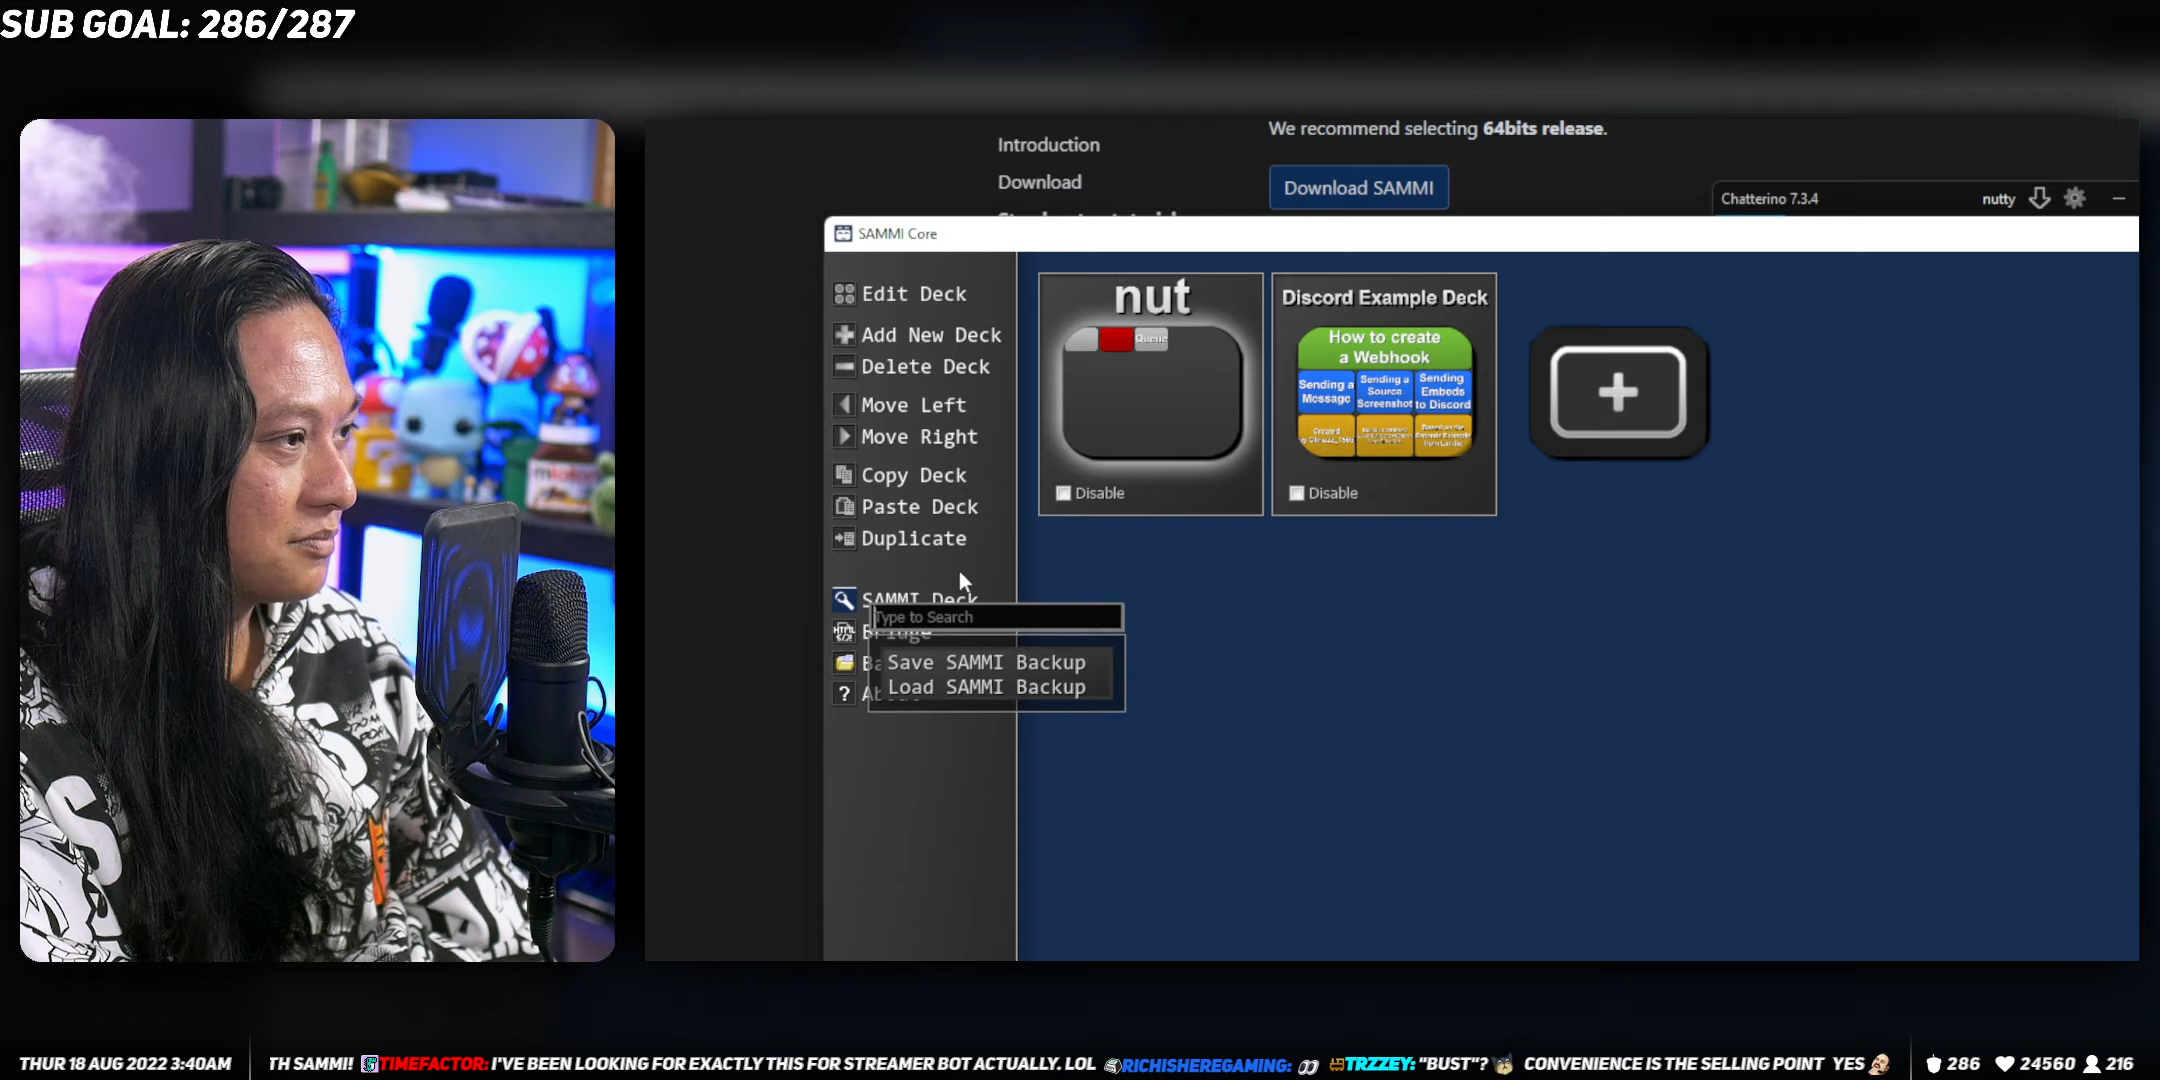 SUB GOAL: 286/287
We recommend selecting 64bits release.
Introduction
Download
Download SAMMI
Chatterino 7.3.4
nutty
SAMMI Core
Edit Deck
Add New Deck
Delete Deck
Move Left
Move Right
Copy Deck
Paste Deck
Duplicate
SAMMI Deck
Type to Search
Bridge
Save SAMMI Backup
Load SAMMI Backup
nut
Queue
Disable
Discord Example Deck
How to create
a Webhook
Sending a
Message
Sending a
Source
Screenshot
Sending
Embeds
to Discord
Created
Disable
THUR 18 AUG 2022 3:40AM
TH SAMMI! TIMEFACTOR: I'VE BEEN LOOKING FOR EXACTLY THIS FOR STREAMER BOT ACTUALLY. LOL RICHISHEREGAMING: TRZZEY: "BUST"? CONVENIENCE IS THE SELLING POINT YES
286 24560 216